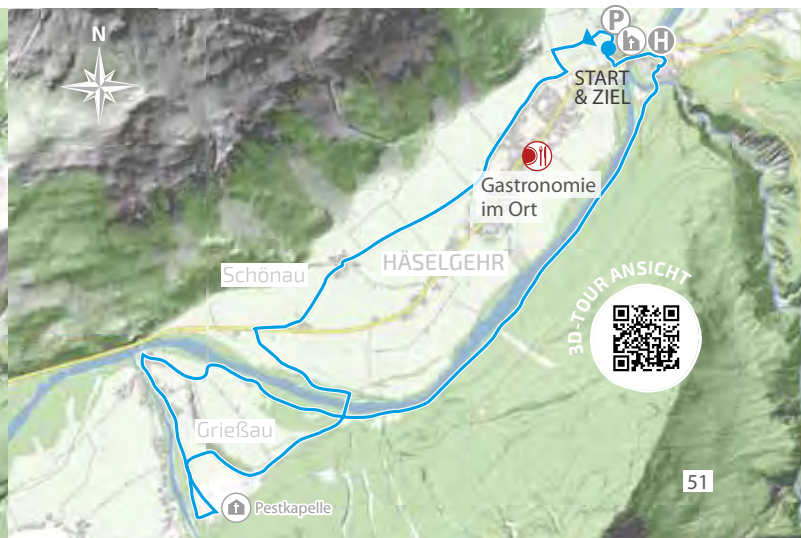 N
P
H
START
& ZIEL
Gastronomie
im Ort
Schönau
HÄSELGEHR
3D-TOUR ANSICHT
Grießau
51
Pestkapelle